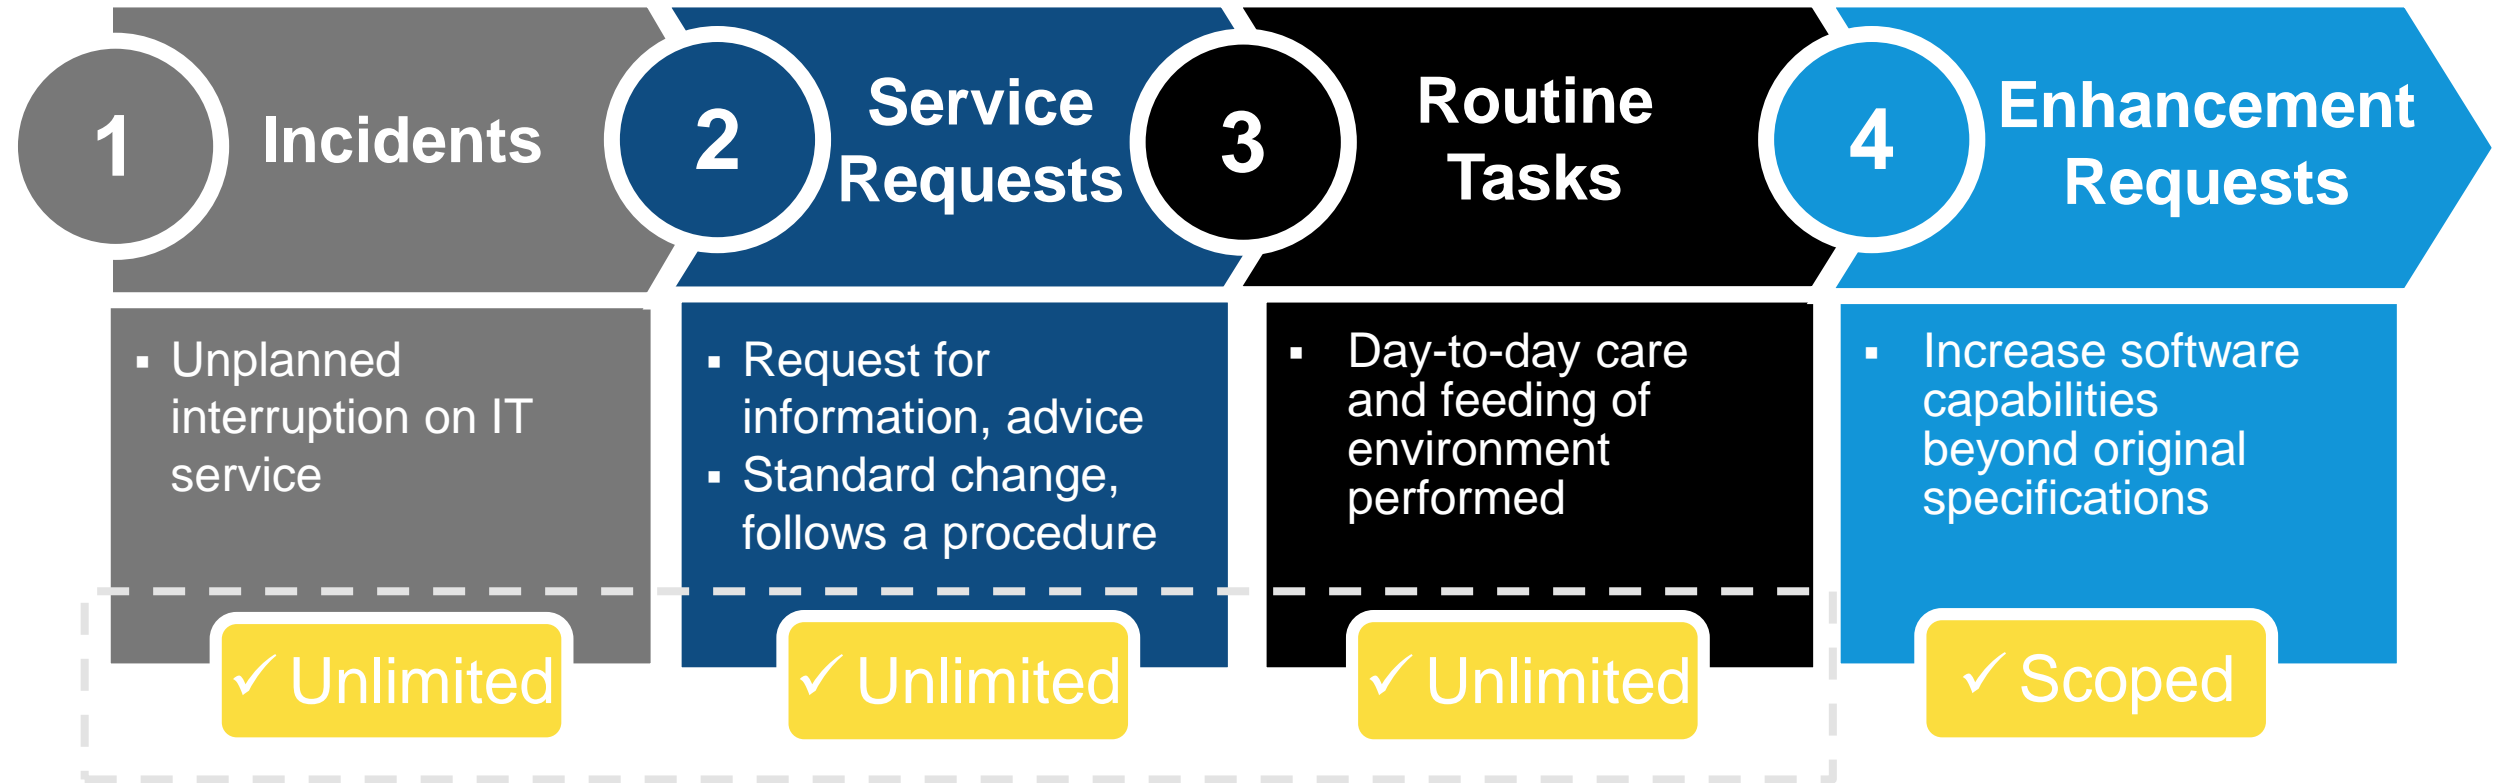 1
Incidents
▪ Unplanned
interruption on IT
service
✓ Unlimited
2
Service
Requests
▪ Request for
information, advice
▪ Standard change,
follows a procedure
✓ Unlimited
3
Routine
Tasks
▪ Day-to-day care
and feeding of
environment
performed
✓ Unlimited
4
Enhancement
Requests
▪ Increase software
capabilities
beyond original
specifications
✓ Scoped